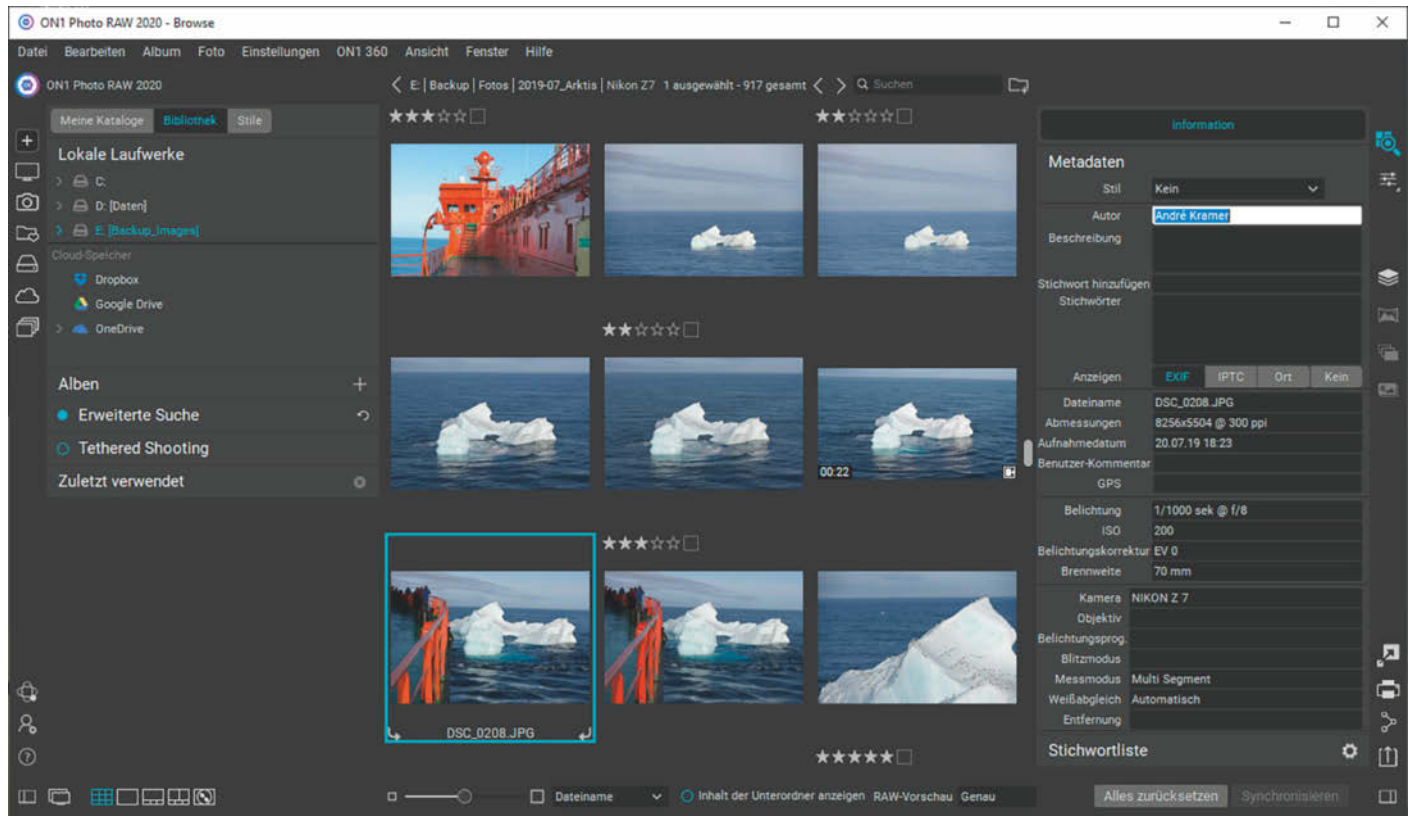 ON1 Photo RAW 2020 - Browse
Datei Bearbeiten Album Foto Einstellungen ON1 360 Ansicht Fenster Hilfe
ON1 Photo RAW 2020
E: | Backup | Fotos | 2019-07_Arktis | Nikon Z7 1 ausgewählt - 917 gesamt
Suchen
Meine Kataloge Bibliothek Stile
Lokale Laufwerke
C:
D: [Daten]
E: [Backup_Images]
Cloud-Speicher
Dropbox
Google Drive
OneDrive
Alben
Erweiterte Suche
Tethered Shooting
Zuletzt verwendet
00:22
DSC_0208.JPG
Dateiname
Inhalt der Unterordner anzeigen RAW-Vorschau Genau
Information
Metadaten
Stil Kein
Autor André Kramer
Beschreibung
Stichwort hinzufügen
Stichwörter
Anzeigen EXIF IPTC Ort Kein
Dateiname DSC_0208.JPG
Abmessungen 8256x5504 @ 300 ppi
Aufnahmedatum 20.07.19 18:23
Benutzer-Kommentar
GPS
Belichtung 1/1000 sek @ f/8
ISO 200
Belichtungskorrektur EV 0
Brennweite 70 mm
Kamera NIKON Z 7
Objektiv
Belichtungsprog.
Blitzmodus
Messmodus Multi Segment
Weißabgleich Automatisch
Entfernung
Stichwortliste
Alles zurücksetzen Synchronisieren